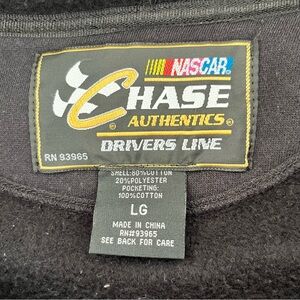 NASCAR
CHASE
AUTHENTICS
DRIVERS LINE
RN 93965
SHELL:80%COTTON
20%POLYESTER
POCKETING:
100%COTTON
LG
MADE IN CHINA
RN#93965
SEE BACK FOR CARE